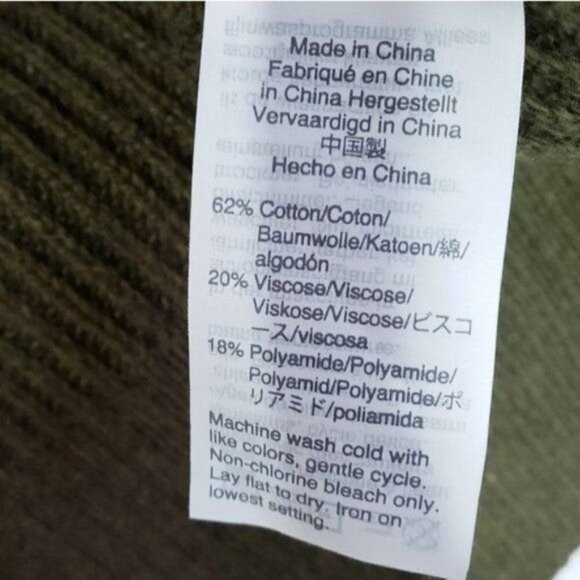 Made in China
Fabriqué en Chine
in China Hergestellt
Vervaardigd in China
中国製
Hecho en China
62% Cotton/Coton/
Baumwolle/Katoen/綿/
algodón
20% Viscose/Viscose/
Viskose/Viscose/ビスコ
ース/viscosa
18% Polyamide/Polyamide/
Polyamid/Polyamide/ポ
リアミド/poliamida
Machine wash cold with
like colors, gentle cycle.
Non-chlorine bleach only.
Lay flat to dry. Iron on
lowest setting.